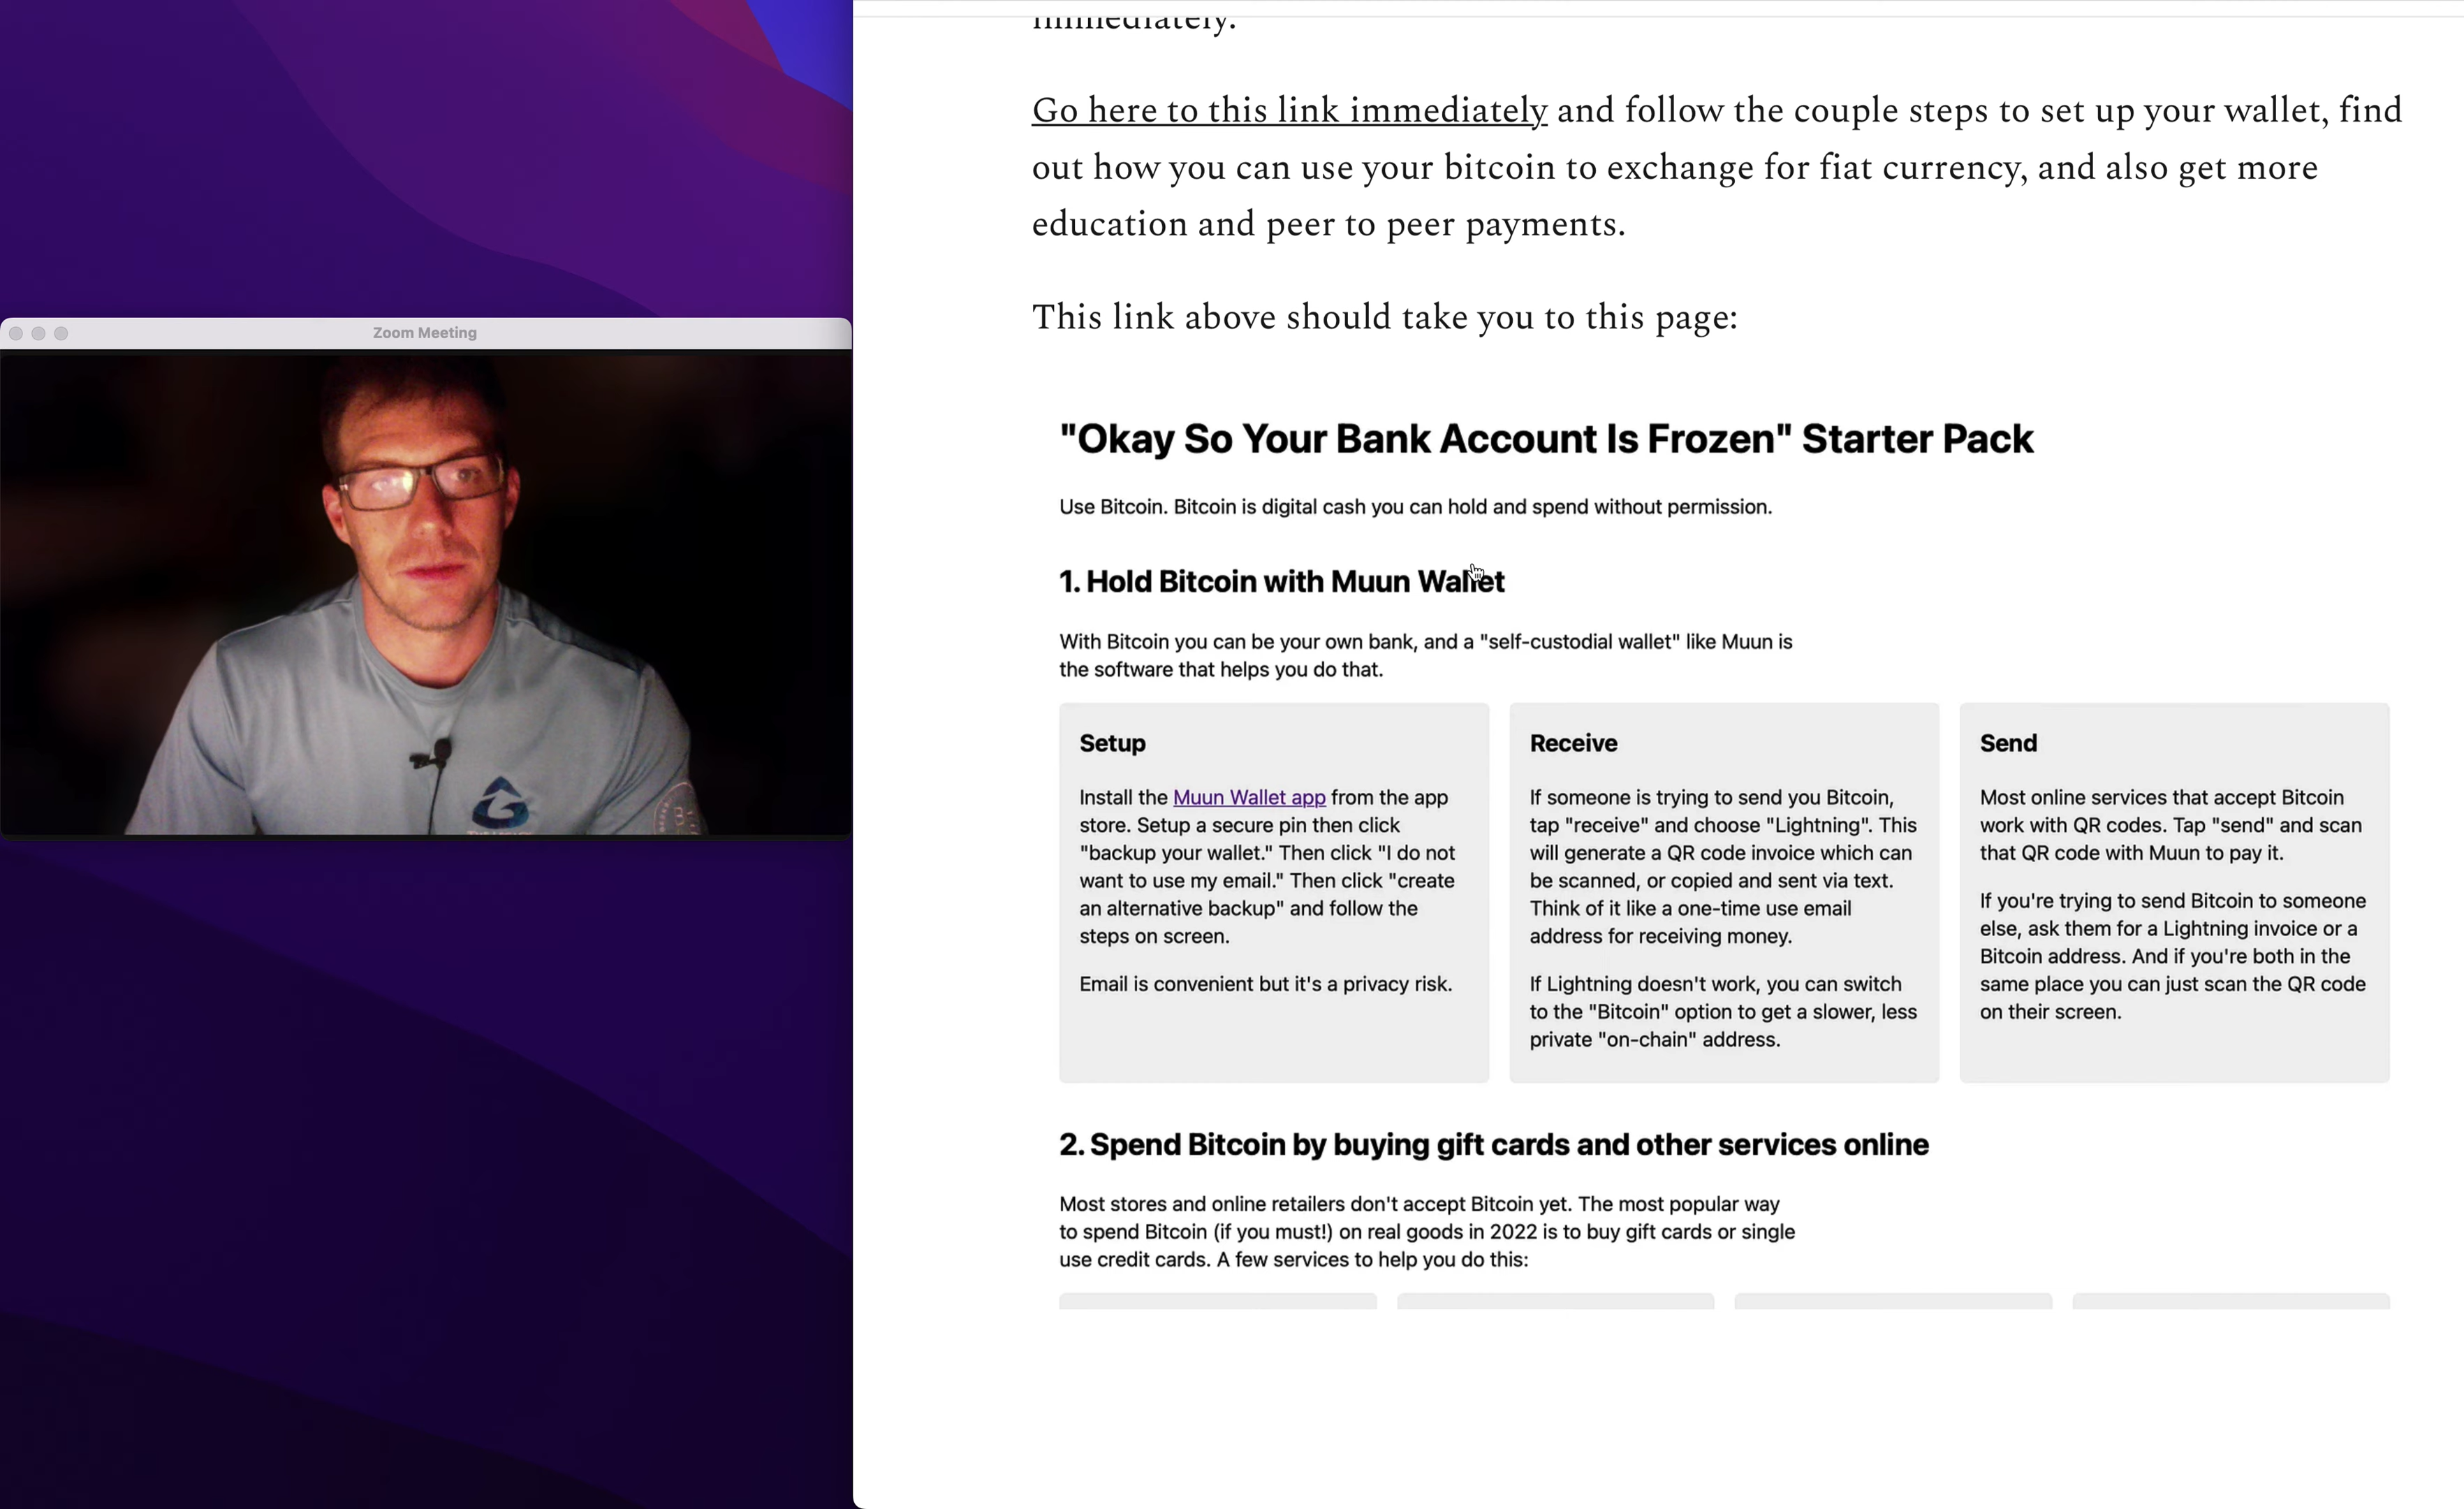 immediately.
Go here to this link immediately and follow the couple steps to set up your wallet, find
out how you can use your bitcoin to exchange for fiat currency, and also get more
education and peer to peer payments.
This link above should take you to this page:
Zoom Meeting
"Okay So Your Bank Account Is Frozen" Starter Pack
Use Bitcoin. Bitcoin is digital cash you can hold and spend without permission.
1. Hold Bitcoin with Muun Wallet
With Bitcoin you can be your own bank, and a "self-custodial wallet" like Muun is
the software that helps you do that.
Setup
Install the Muun Wallet app from the app
store. Setup a secure pin then click
"backup your wallet." Then click "I do not
want to use my email." Then click "create
an alternative backup" and follow the
steps on screen.
Email is convenient but it's a privacy risk.
Receive
If someone is trying to send you Bitcoin,
tap "receive" and choose "Lightning". This
will generate a QR code invoice which can
be scanned, or copied and sent via text.
Think of it like a one-time use email
address for receiving money.
If Lightning doesn't work, you can switch
to the "Bitcoin" option to get a slower, less
private "on-chain" address.
Send
Most online services that accept Bitcoin
work with QR codes. Tap "send" and scan
that QR code with Muun to pay it.
If you're trying to send Bitcoin to someone
else, ask them for a Lightning invoice or a
Bitcoin address. And if you're both in the
same place you can just scan the QR code
on their screen.
2. Spend Bitcoin by buying gift cards and other services online
Most stores and online retailers don't accept Bitcoin yet. The most popular way
to spend Bitcoin (if you must!) on real goods in 2022 is to buy gift cards or single
use credit cards. A few services to help you do this: